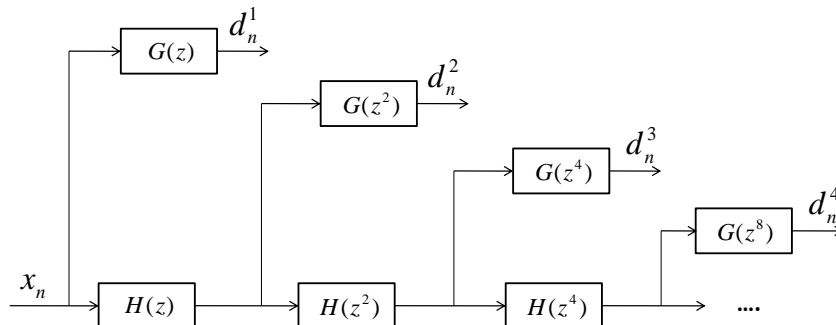 G(z) d_n^1
G(z^2) d_n^2
G(z^4) d_n^3
G(z^8) d_n^4
x_n H(z) H(z^2) H(z^4) ....